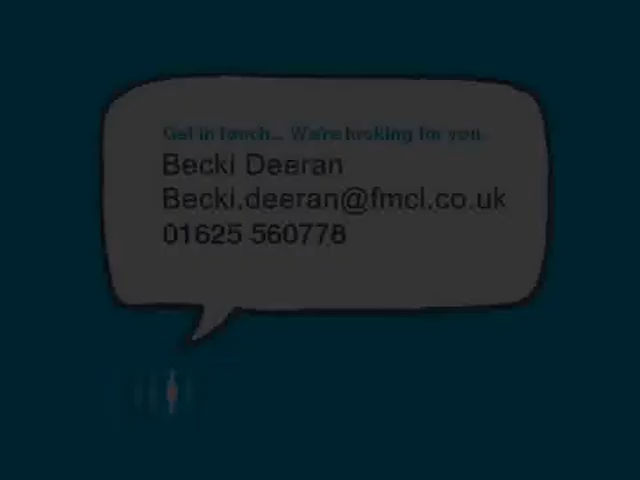 Get in touch... We're looking for you.
Becki Deeran
Becki.deeran@fmcl.co.uk
01625 560778